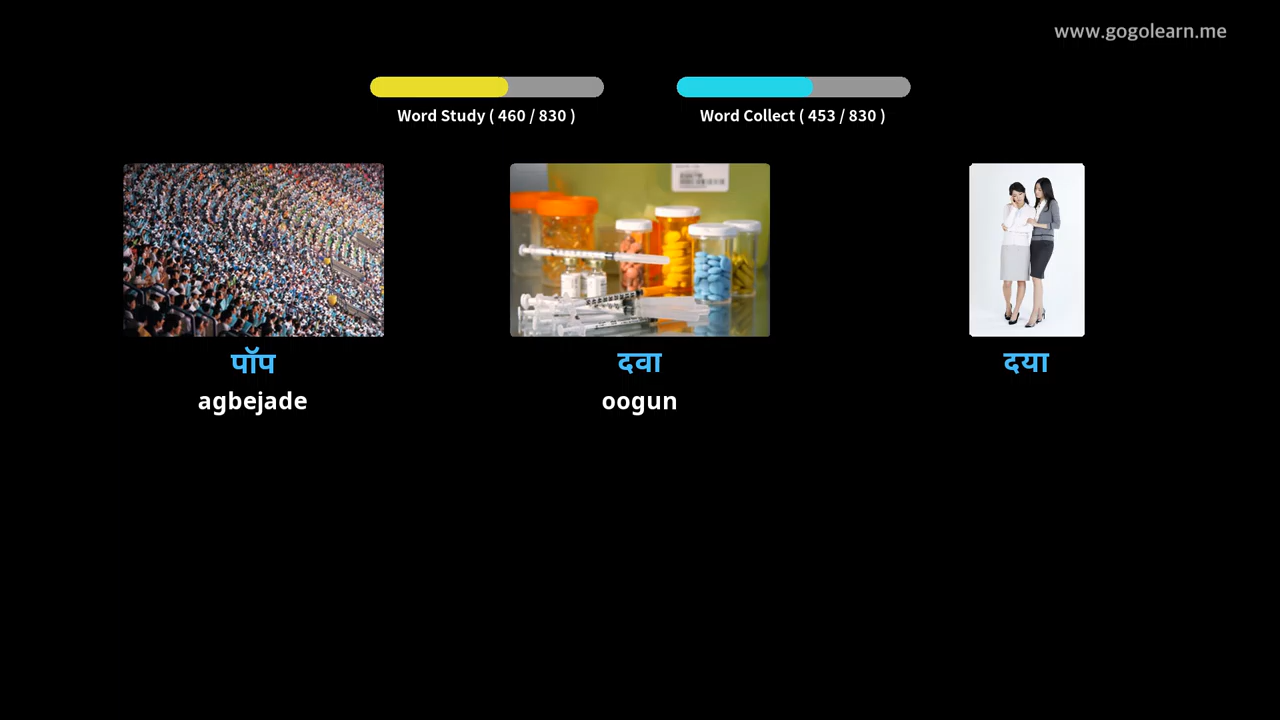 www.gogolearn.me
Word Study ( 460 / 830 )
Word Collect ( 453 / 830 )
पॉप
दवा
दया
agbejade
oogun